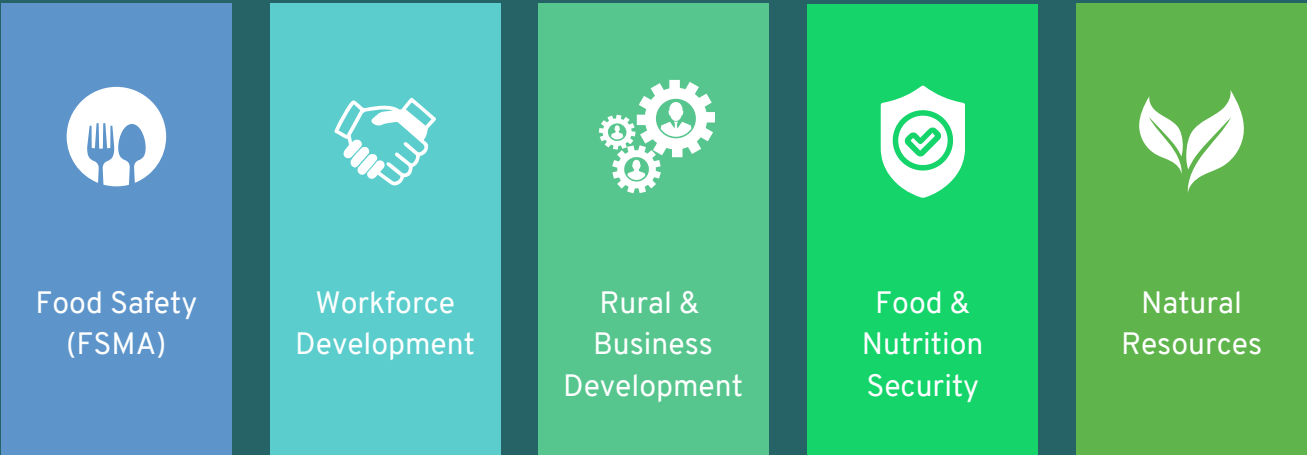 Food Safety
(FSMA)
Workforce
Development
Rural &
Business
Development
Food &
Nutrition
Security
Natural
Resources